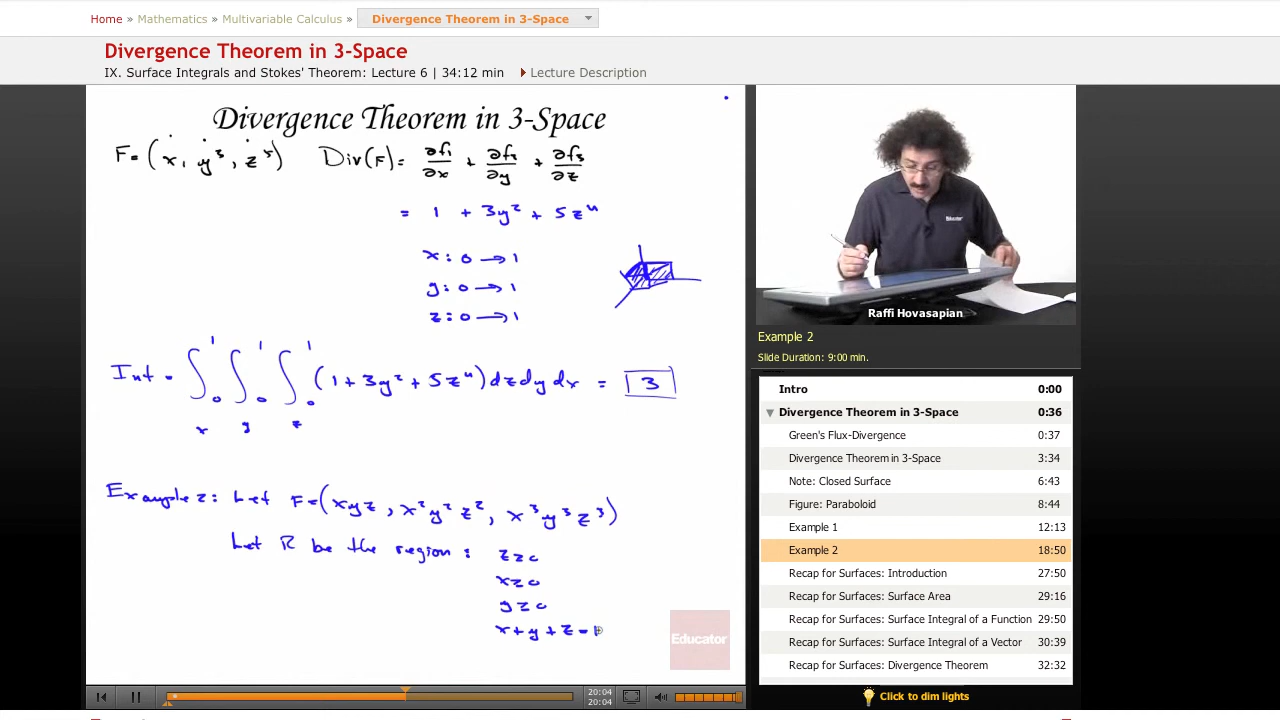 Home » Mathematics » Multivariable Calculus » Divergence Theorem in 3-Space
Divergence Theorem in 3-Space
IX. Surface Integrals and Stokes' Theorem: Lecture 6 | 34:12 min Lecture Description
Divergence Theorem in 3-Space
F = (x, y³, z⁵) Div(F) = ∂f₁/∂x + ∂f₂/∂y + ∂f₃/∂z
= 1 + 3y² + 5z⁴
x: 0 → 1
y: 0 → 1
z: 0 → 1
Int = ∫₀¹ ∫₀¹ ∫₀¹ (1 + 3y² + 5z⁴) dz dy dx = 3
x y z
Example 2: Let F = (xyz, x²y²z², x³y³z³)
Let R be the region: z ≥ 0
x ≥ 0
y ≥ 0
x + y + z = 1
Educator
Educator
Raffi Hovasapian
Example 2
Slide Duration: 9:00 min.
Intro 0:00
Divergence Theorem in 3-Space 0:36
Green's Flux-Divergence 0:37
Divergence Theorem in 3-Space 3:34
Note: Closed Surface 6:43
Figure: Paraboloid 8:44
Example 1 12:13
Example 2 18:50
Recap for Surfaces: Introduction 27:50
Recap for Surfaces: Surface Area 29:16
Recap for Surfaces: Surface Integral of a Function 29:50
Recap for Surfaces: Surface Integral of a Vector 30:39
Recap for Surfaces: Divergence Theorem 32:32
20:04
20:04
Click to dim lights